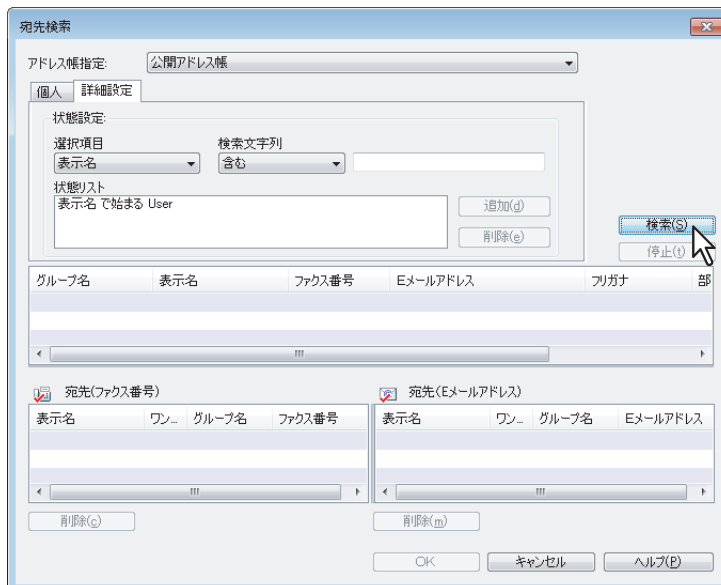 宛先検索
アドレス帳指定: 公開アドレス帳
個人 詳細設定
状態設定:
選択項目 検索文字列
表示名 含む
状態リスト
表示名 で始まる User
追加(d)
検索(S)
削除(e)
停止(t)
グループ名 表示名 ファクス番号 Eメールアドレス フリガナ 部
宛先(ファクス番号) 宛先(Eメールアドレス)
表示名 ワン... グループ名 ファクス番号 表示名 ワン... グループ名 Eメールアドレス
削除(c) 削除(m)
OK キャンセル ヘルプ(P)